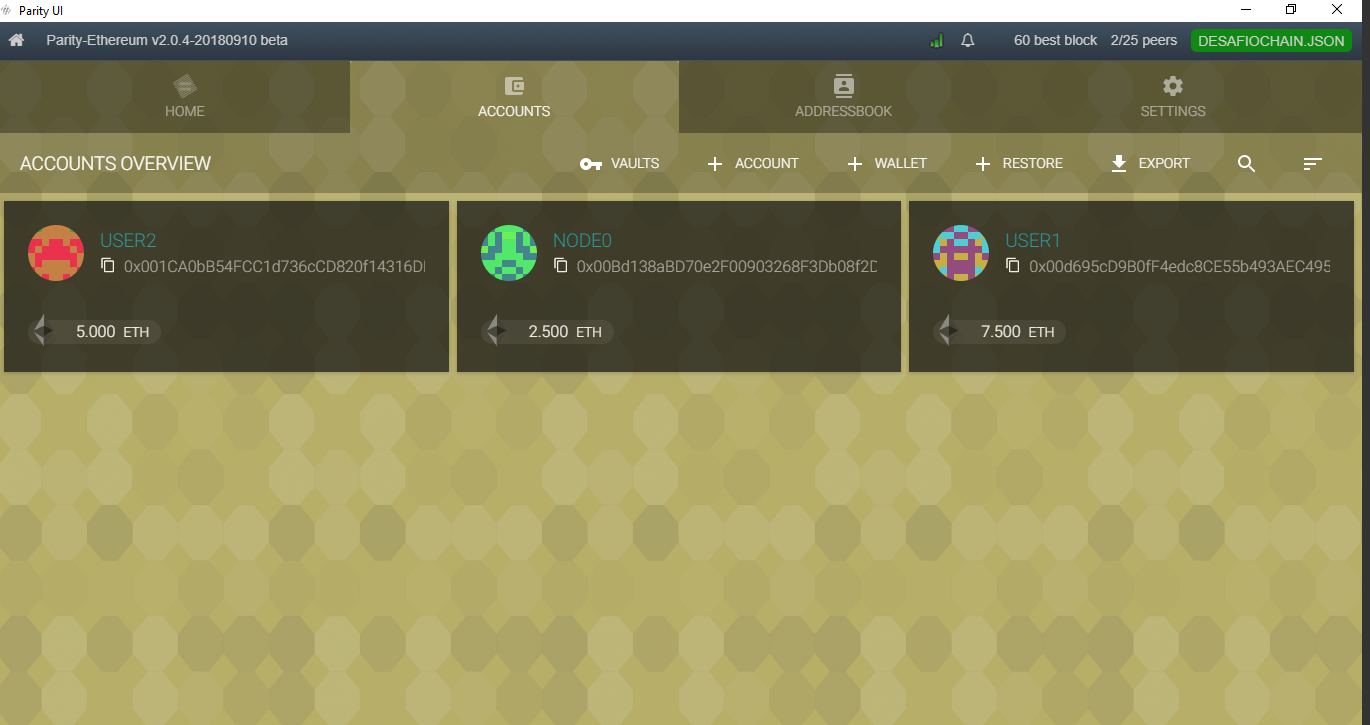 Parity UI
Parity-Ethereum v2.0.4-20180910 beta
60 best block 2/25 peers DESAFIOCHAIN.JSON
HOME
ACCOUNTS
ADDRESSBOOK
SETTINGS
ACCOUNTS OVERVIEW
VAULTS
ACCOUNT
WALLET
RESTORE
EXPORT
USER2
0x001CA0bB54FCC1d736cCD820f14316D
5.000 ETH
NODE0
0x00Bd138aBD70e2F00903268F3Db08f2D
2.500 ETH
USER1
0x00d695cD9B0fF4edc8CE55b493AEC495
7.500 ETH